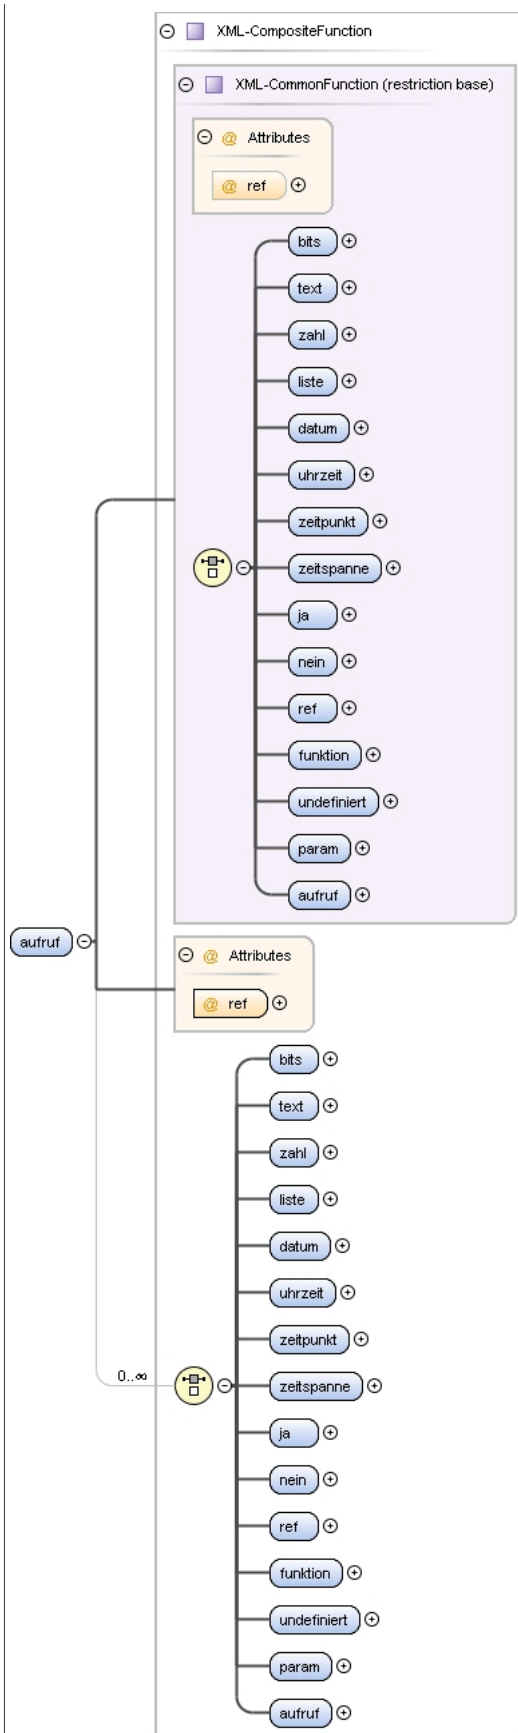 XML-CompositeFunction
XML-CommonFunction (restriction base)
@ Attributes
@ ref
bits
text
zahl
liste
datum
uhrzeit
zeitpunkt
zeitspanne
ja
nein
ref
funktion
undefiniert
param
aufruf
aufruf
@ Attributes
@ ref
bits
text
zahl
liste
datum
uhrzeit
zeitpunkt
0..∞
zeitspanne
ja
nein
ref
funktion
undefiniert
param
aufruf